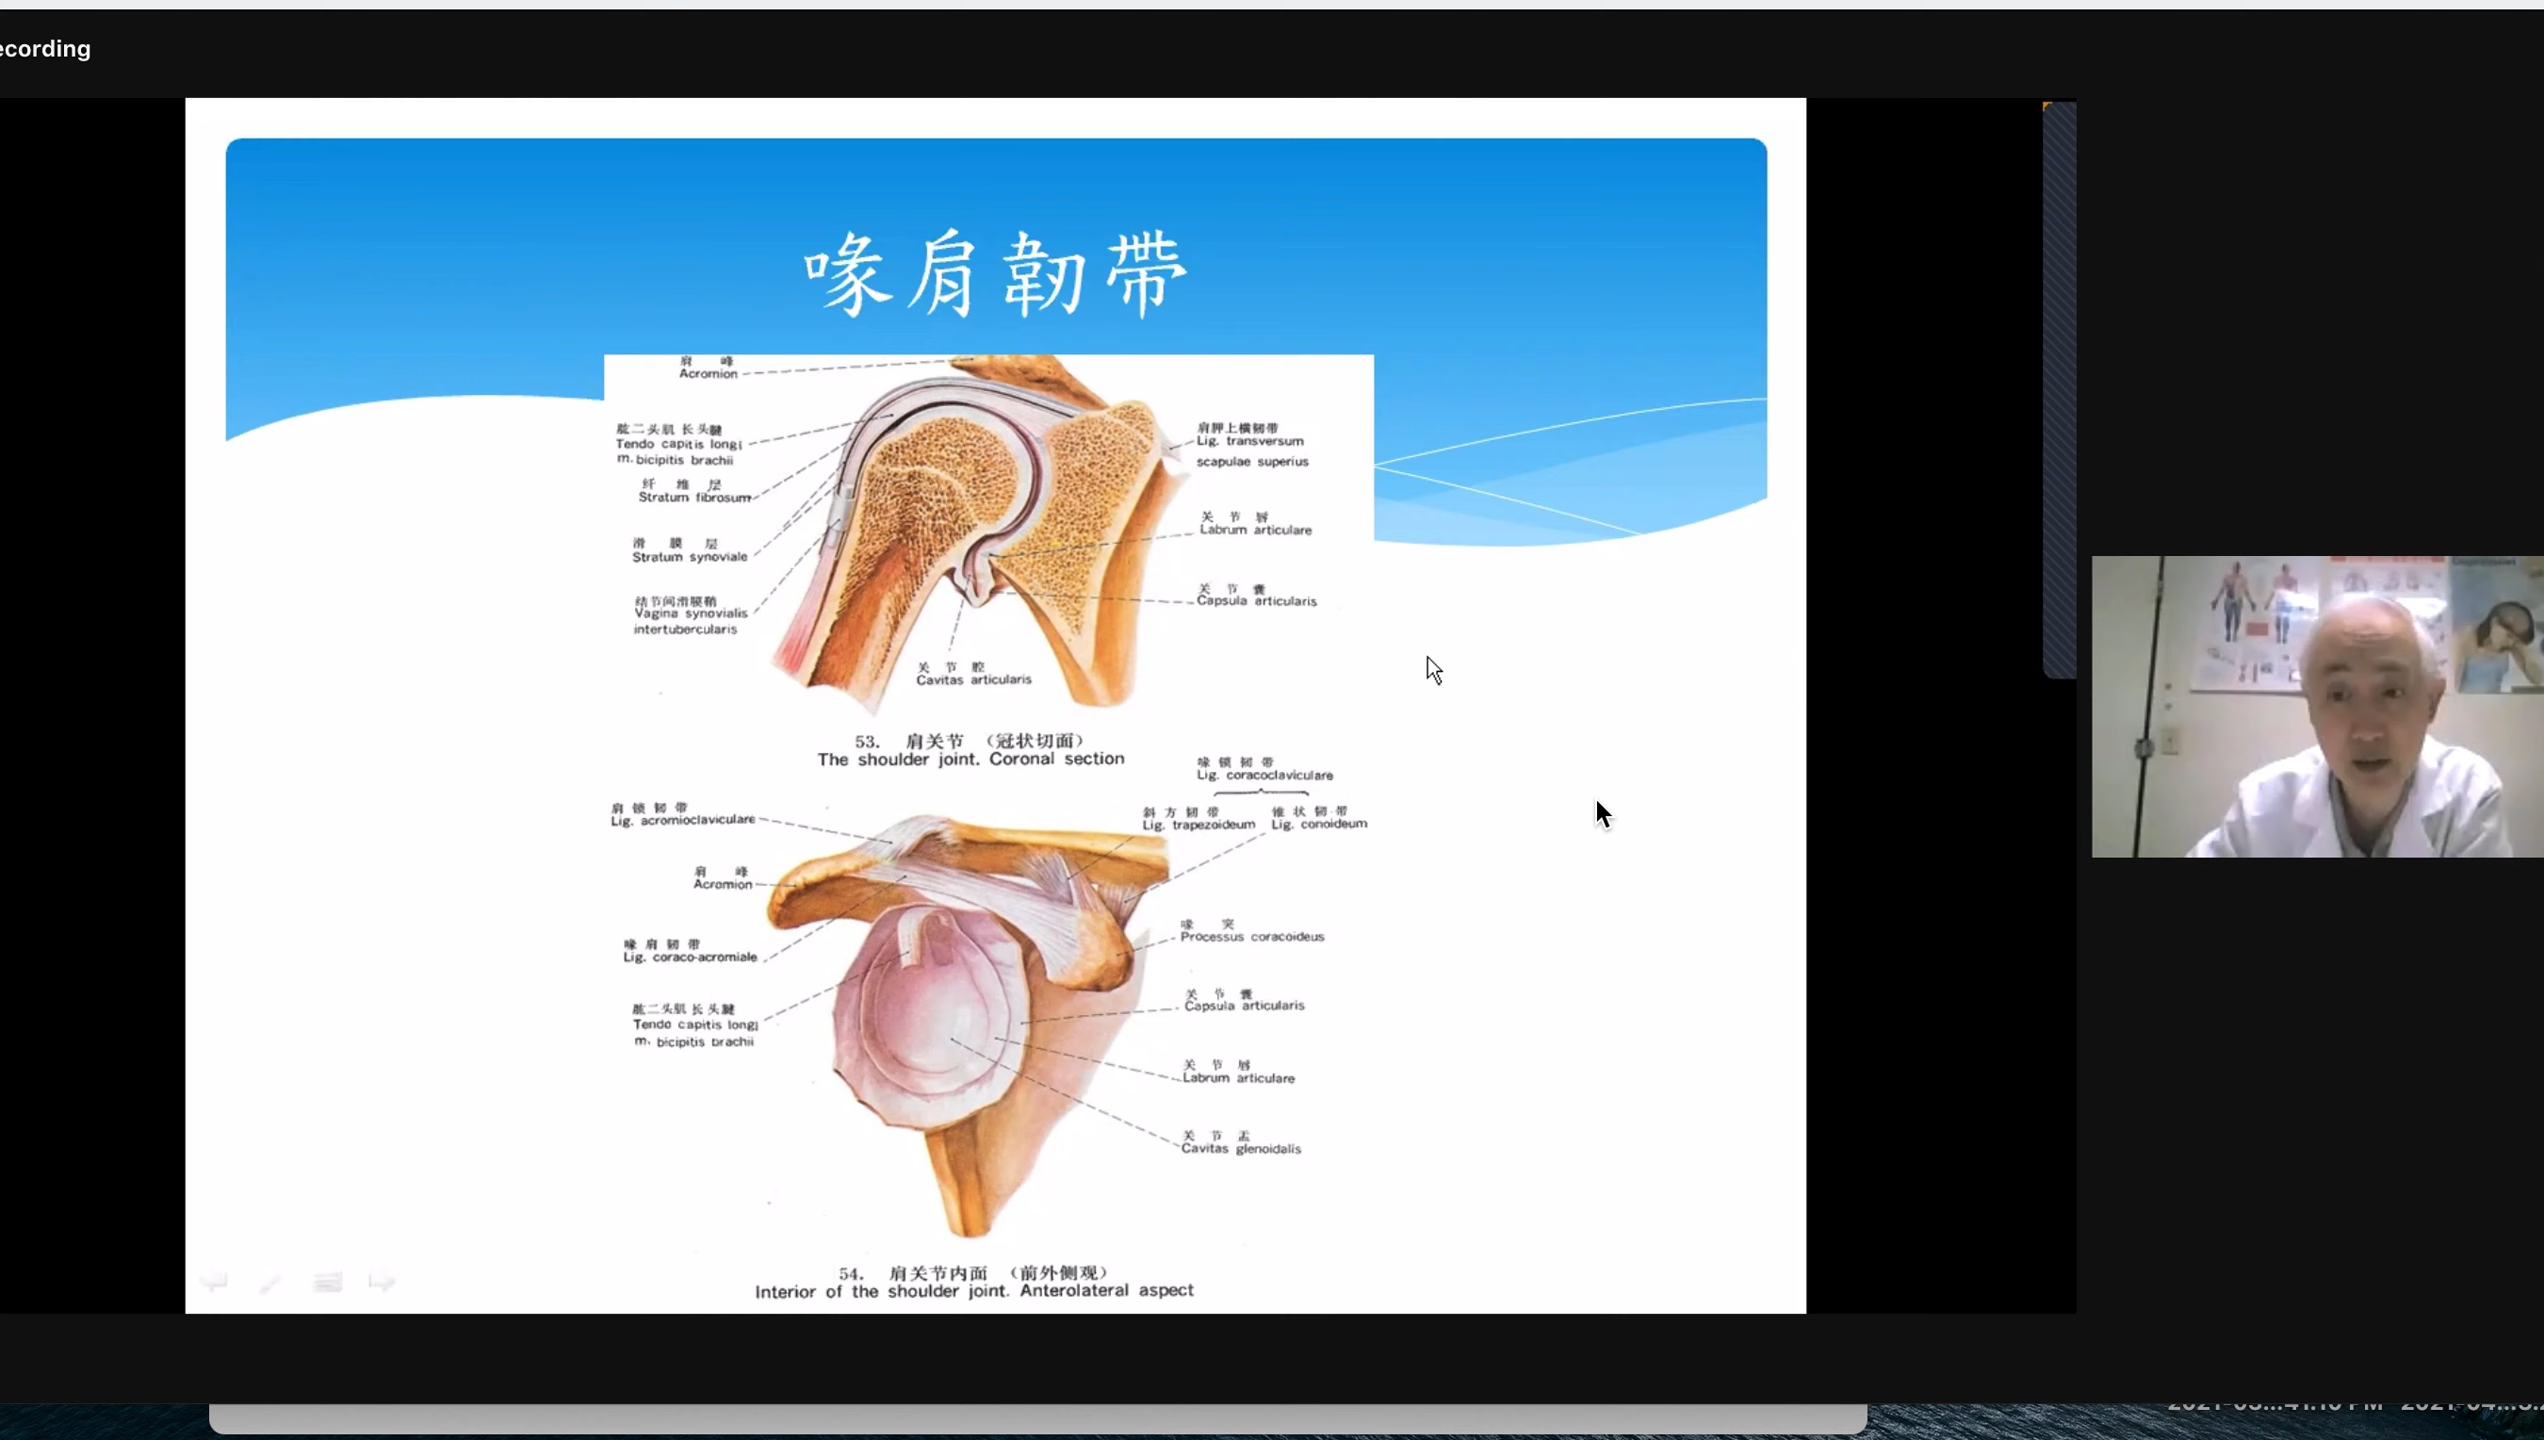 ecording
喙肩韌帶
肩 峰
Acromion
肱二头肌长头腱
Tendo capitis longi
m. bicipitis brachii
纤 维 层
Stratum fibrosum
滑 膜 层
Stratum synoviale
结节间滑膜鞘
Vagina synovialis
intertubercularis
肩胛上横韧带
Lig. transversum
scapulae superius
关 节 唇
Labrum articulare
关 节 囊
Capsula articularis
关 节 腔
Cavitas articularis
53. 肩关节 (冠状切面)
The shoulder joint. Coronal section
喙 锁 韧 带
Lig. coracoclaviculare
肩 锁 韧 带
Lig. acromioclaviculare
斜 方 韧 带
Lig. trapezoideum
锥 状 韧 带
Lig. conoideum
肩 峰
Acromion
喙 肩 韧 带
Lig. coraco-acromiale
喙 突
Processus coracoideus
肱二头肌长头腱
Tendo capitis longi
m. bicipitis brachii
关 节 囊
Capsula articularis
关 节 唇
Labrum articulare
关 节 盂
Cavitas glenoidalis
54. 肩关节内面 (前外侧观)
Interior of the shoulder joint. Anterolateral aspect